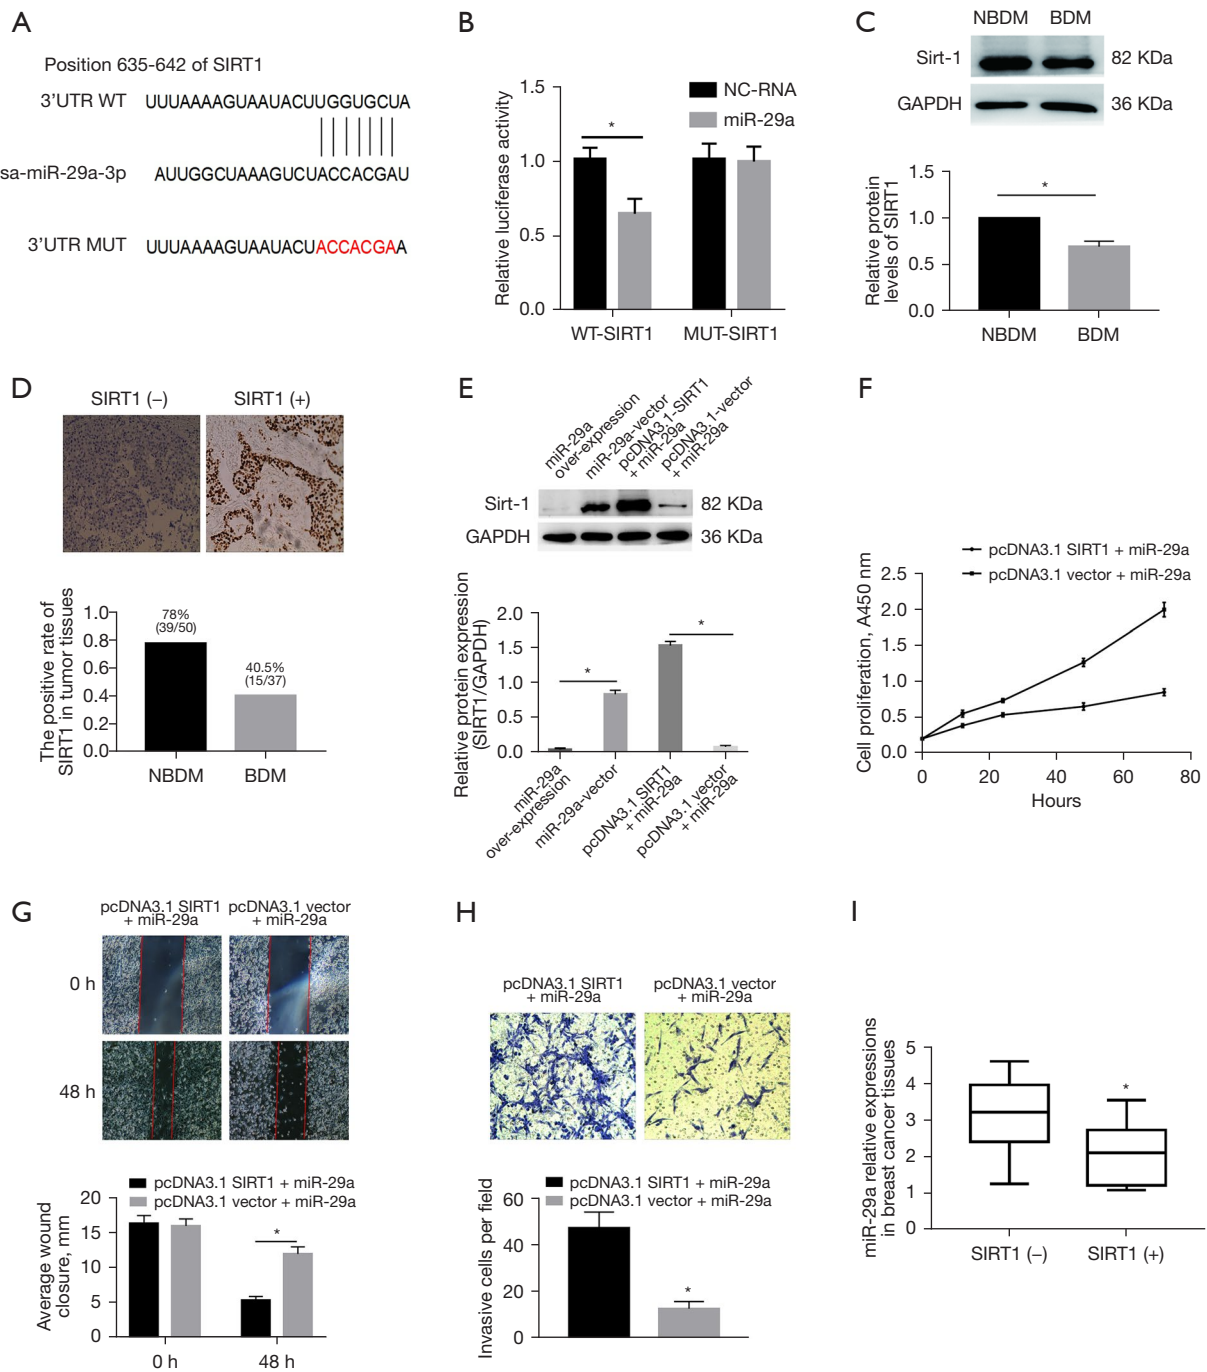 A
Position 635-642 of SIRT1
3'UTR WT UUUAAAAGUAAUACUUGGUGCUA
sa-miR-29a-3p AUUGGCUAAAGUCUACCACGAU
3'UTR MUT UUUAAAAGUAAUACUACCACGAA
B
Relative luciferase activity
1.5
1.0
0.5
0.0
NC-RNA
miR-29a
*
WT-SIRT1 MUT-SIRT1
C
NBDM BDM
Sirt-1 82 KDa
GAPDH 36 KDa
Relative protein
levels of SIRT1
1.5
1.0
0.5
0.0
*
NBDM BDM
D
SIRT1 (–) SIRT1 (+)
The positive rate of
SIRT1 in tumor tissues
1.0
0.8
0.6
0.4
0.2
0.0
78%
(39/50)
40.5%
(15/37)
NBDM BDM
E
miR-29a
over-expression
miR-29a-vector
pcDNA3.1-SIRT1
+ miR-29a
pcDNA3.1-vector
+ miR-29a
Sirt-1 82 KDa
GAPDH 36 KDa
Relative protein expression
(SIRT1/GAPDH)
2.0
1.5
1.0
0.5
0.0
*
*
miR-29a
over-expression
miR-29a-vector
pcDNA3.1 SIRT1
+ miR-29a
pcDNA3.1 vector
+ miR-29a
F
pcDNA3.1 SIRT1 + miR-29a
pcDNA3.1 vector + miR-29a
Cell proliferation, A450 nm
2.5
2.0
1.5
1.0
0.5
0.0
0 20 40 60 80
Hours
G
pcDNA3.1 SIRT1
+ miR-29a
pcDNA3.1 vector
+ miR-29a
0 h
48 h
pcDNA3.1 SIRT1 + miR-29a
pcDNA3.1 vector + miR-29a
Average wound
closure, mm
20
15
10
5
0
*
0 h 48 h
H
pcDNA3.1 SIRT1
+ miR-29a
pcDNA3.1 vector
+ miR-29a
pcDNA3.1 SIRT1 + miR-29a
pcDNA3.1 vector + miR-29a
Invasive cells per field
60
40
20
0
*
I
miR-29a relative expressions
in breast cancer tissues
5
4
3
2
1
0
*
SIRT1 (–) SIRT1 (+)